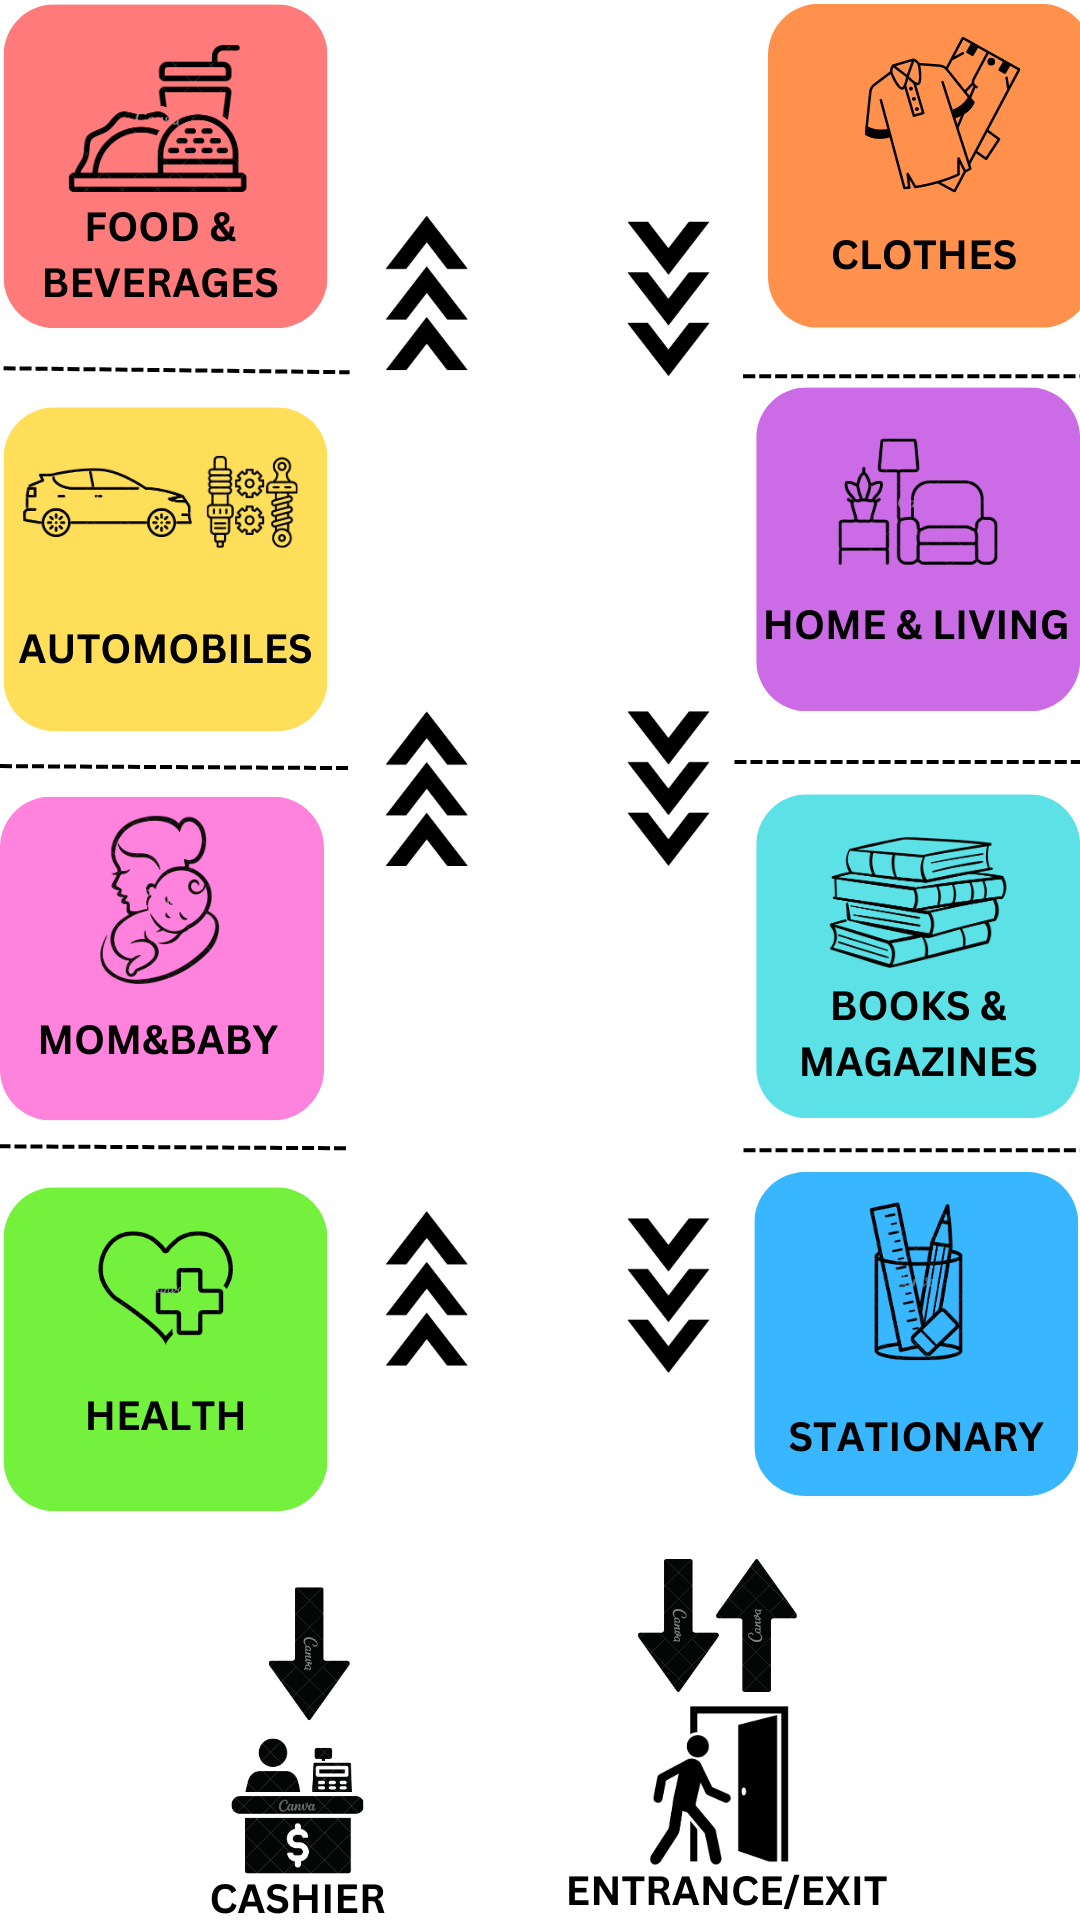 FOOD &
BEVERAGES
CLOTHES
AUTOMOBILES
HOME & LIVING
MOM&BABY
BOOKS &
MAGAZINES
HEALTH
STATIONARY
Canva
Canva
Canva
Canva
$
CASHIER
ENTRANCE/EXIT